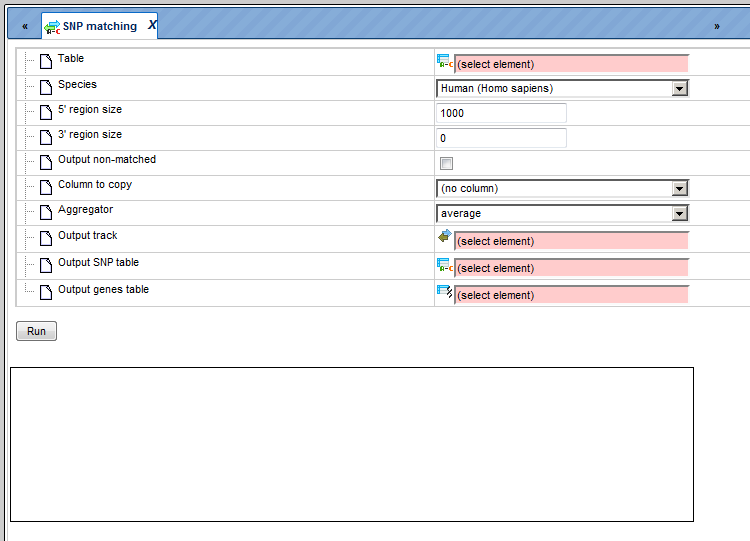 « SNP matching X »
Table (select element)
Species Human (Homo sapiens)
5' region size 1000
3' region size 0
Output non-matched
Column to copy (no column)
Aggregator average
Output track (select element)
Output SNP table (select element)
Output genes table (select element)
Run